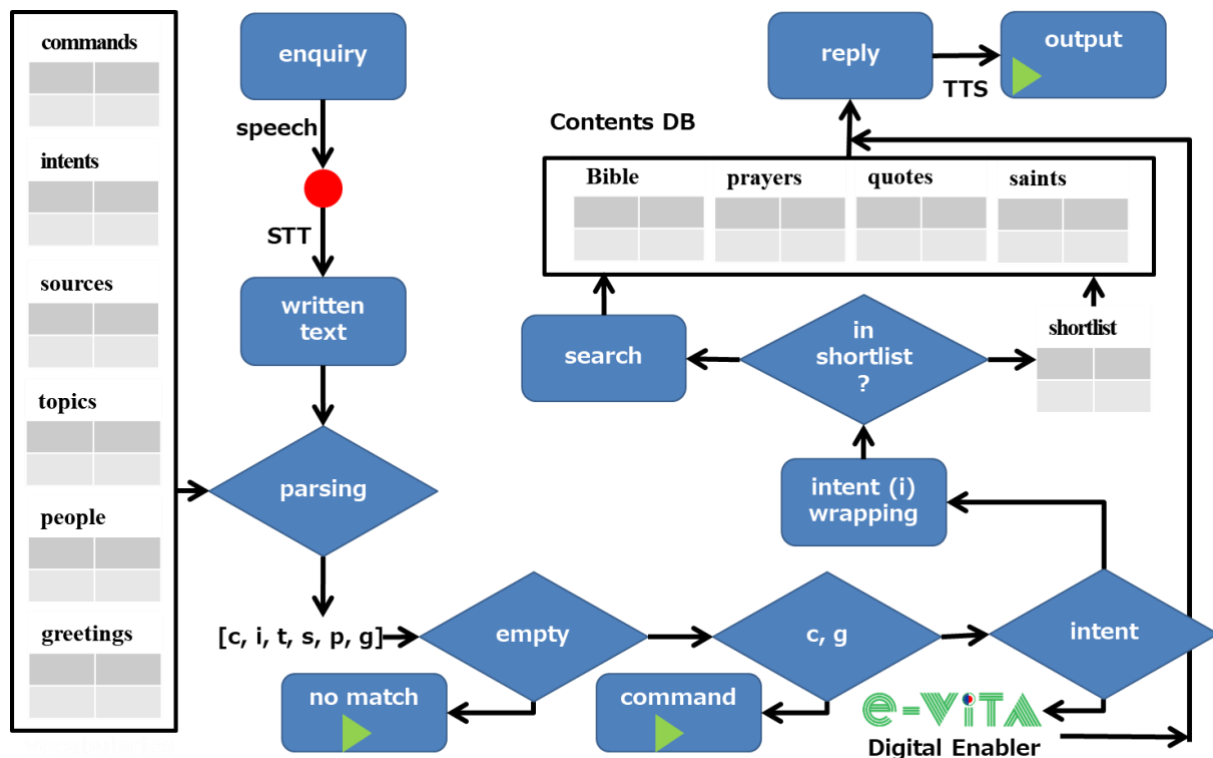 commands
intents
sources
topics
people
greetings
enquiry
speech
STT
written
text
parsing
[c, i, t, s, p, g]
empty
no match
c, g
command
intent
e-ViTA
Digital Enabler
intent (i)
wrapping
in
shortlist
?
search
shortlist
Contents DB
Bible
prayers
quotes
saints
reply
TTS
output